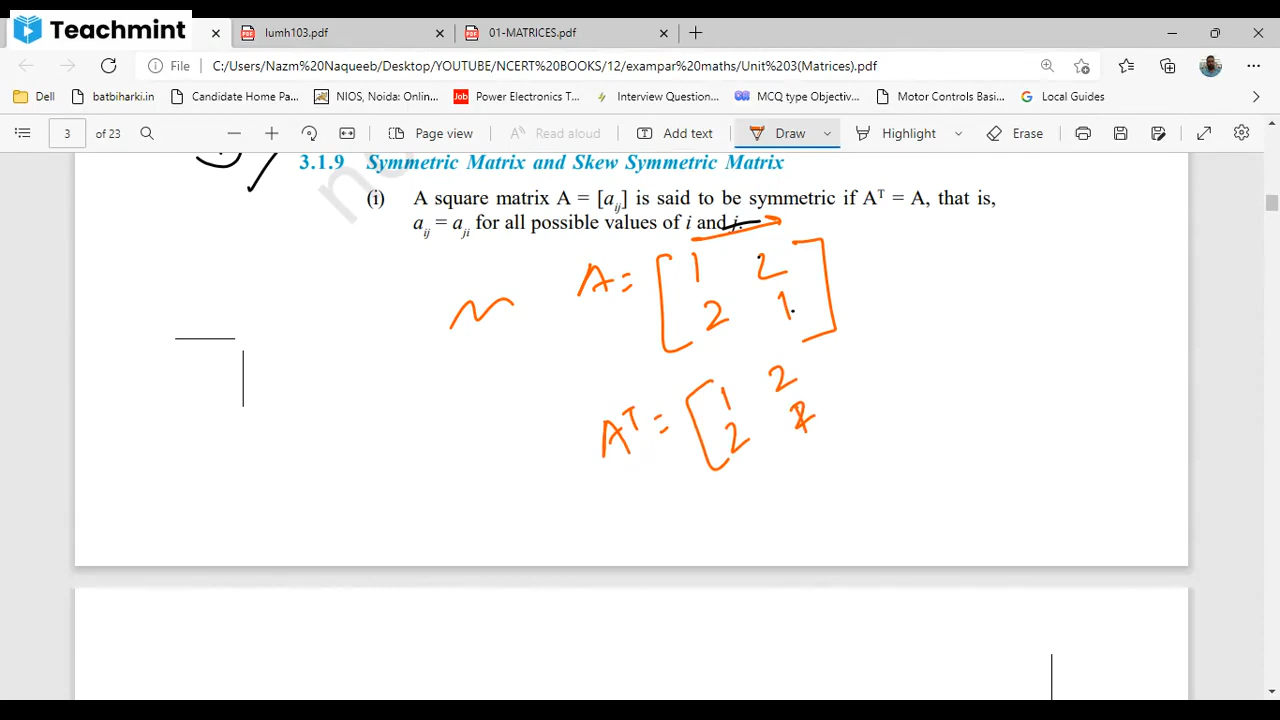 Teachmint
lumh103.pdf
01-MATRICES.pdf
File
C:/Users/Nazm%20Naqueeb/Desktop/YOUTUBE/NCERT%20BOOKS/12/exampar%20maths/Unit%203(Matrices).pdf
Dell
batbiharki.in
Candidate Home Pa...
NIOS, Noida: Onlin...
Job
Power Electronics T...
Interview Question...
MCQ type Objectiv...
Motor Controls Basi...
Local Guides
3
of 23
Page view
Read aloud
Add text
Draw
Highlight
Erase
3.1.9 Symmetric Matrix and Skew Symmetric Matrix
(i) A square matrix A = [aij] is said to be symmetric if Aᵀ = A, that is,
aij = aji for all possible values of i and j.
A = [ 1 2
2 1 ]
Aᵀ = [ 1 2
2